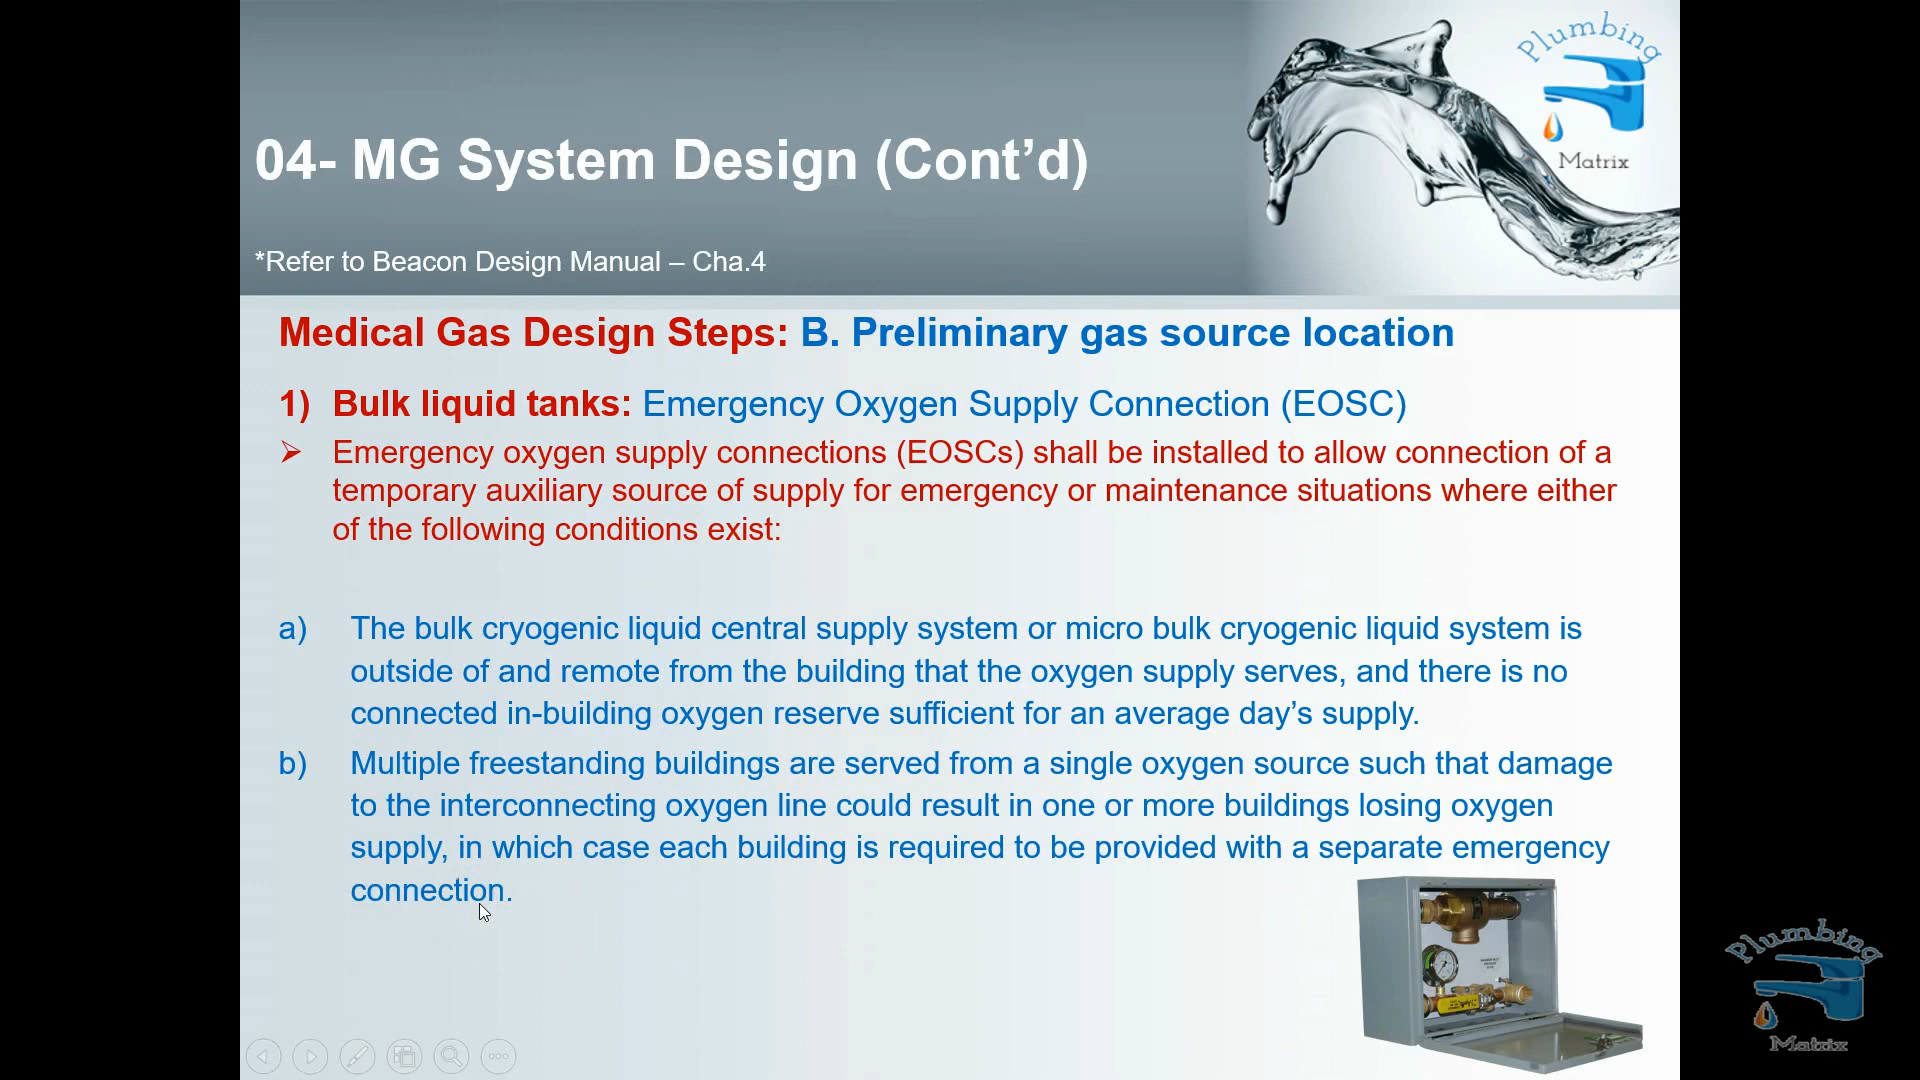 Plumbing
Matrix
04- MG System Design (Cont’d)
*Refer to Beacon Design Manual – Cha.4
Medical Gas Design Steps: B. Preliminary gas source location
1) Bulk liquid tanks: Emergency Oxygen Supply Connection (EOSC)
Emergency oxygen supply connections (EOSCs) shall be installed to allow connection of a
temporary auxiliary source of supply for emergency or maintenance situations where either
of the following conditions exist:
a) The bulk cryogenic liquid central supply system or micro bulk cryogenic liquid system is
outside of and remote from the building that the oxygen supply serves, and there is no
connected in-building oxygen reserve sufficient for an average day’s supply.
b) Multiple freestanding buildings are served from a single oxygen source such that damage
to the interconnecting oxygen line could result in one or more buildings losing oxygen
supply, in which case each building is required to be provided with a separate emergency
connection.
Plumbing
Matrix